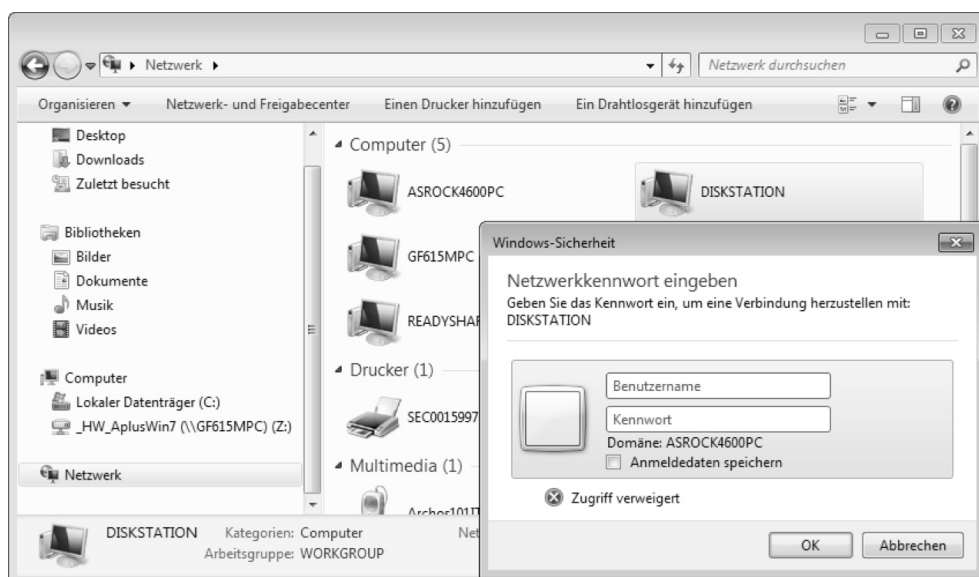 Netzwerk
Netzwerk durchsuchen
Organisieren
Netzwerk- und Freigabecenter
Einen Drucker hinzufügen
Ein Drahtlosgerät hinzufügen
Desktop
Downloads
Zuletzt besucht
Bibliotheken
Bilder
Dokumente
Musik
Videos
Computer
Lokaler Datenträger (C:)
_HW_AplusWin7 (\\GF615MPC) (Z:)
Netzwerk
Computer (5)
ASROCK4600PC
DISKSTATION
GF615MPC
READYSHAR
Drucker (1)
SEC0015997
Multimedia (1)
Windows-Sicherheit
Netzwerkkennwort eingeben
Geben Sie das Kennwort ein, um eine Verbindung herzustellen mit:
DISKSTATION
Benutzername
Kennwort
Domäne: ASROCK4600PC
Anmeldedaten speichern
Zugriff verweigert
OK
Abbrechen
DISKSTATION Kategorien: Computer Net
Arbeitsgruppe: WORKGROUP